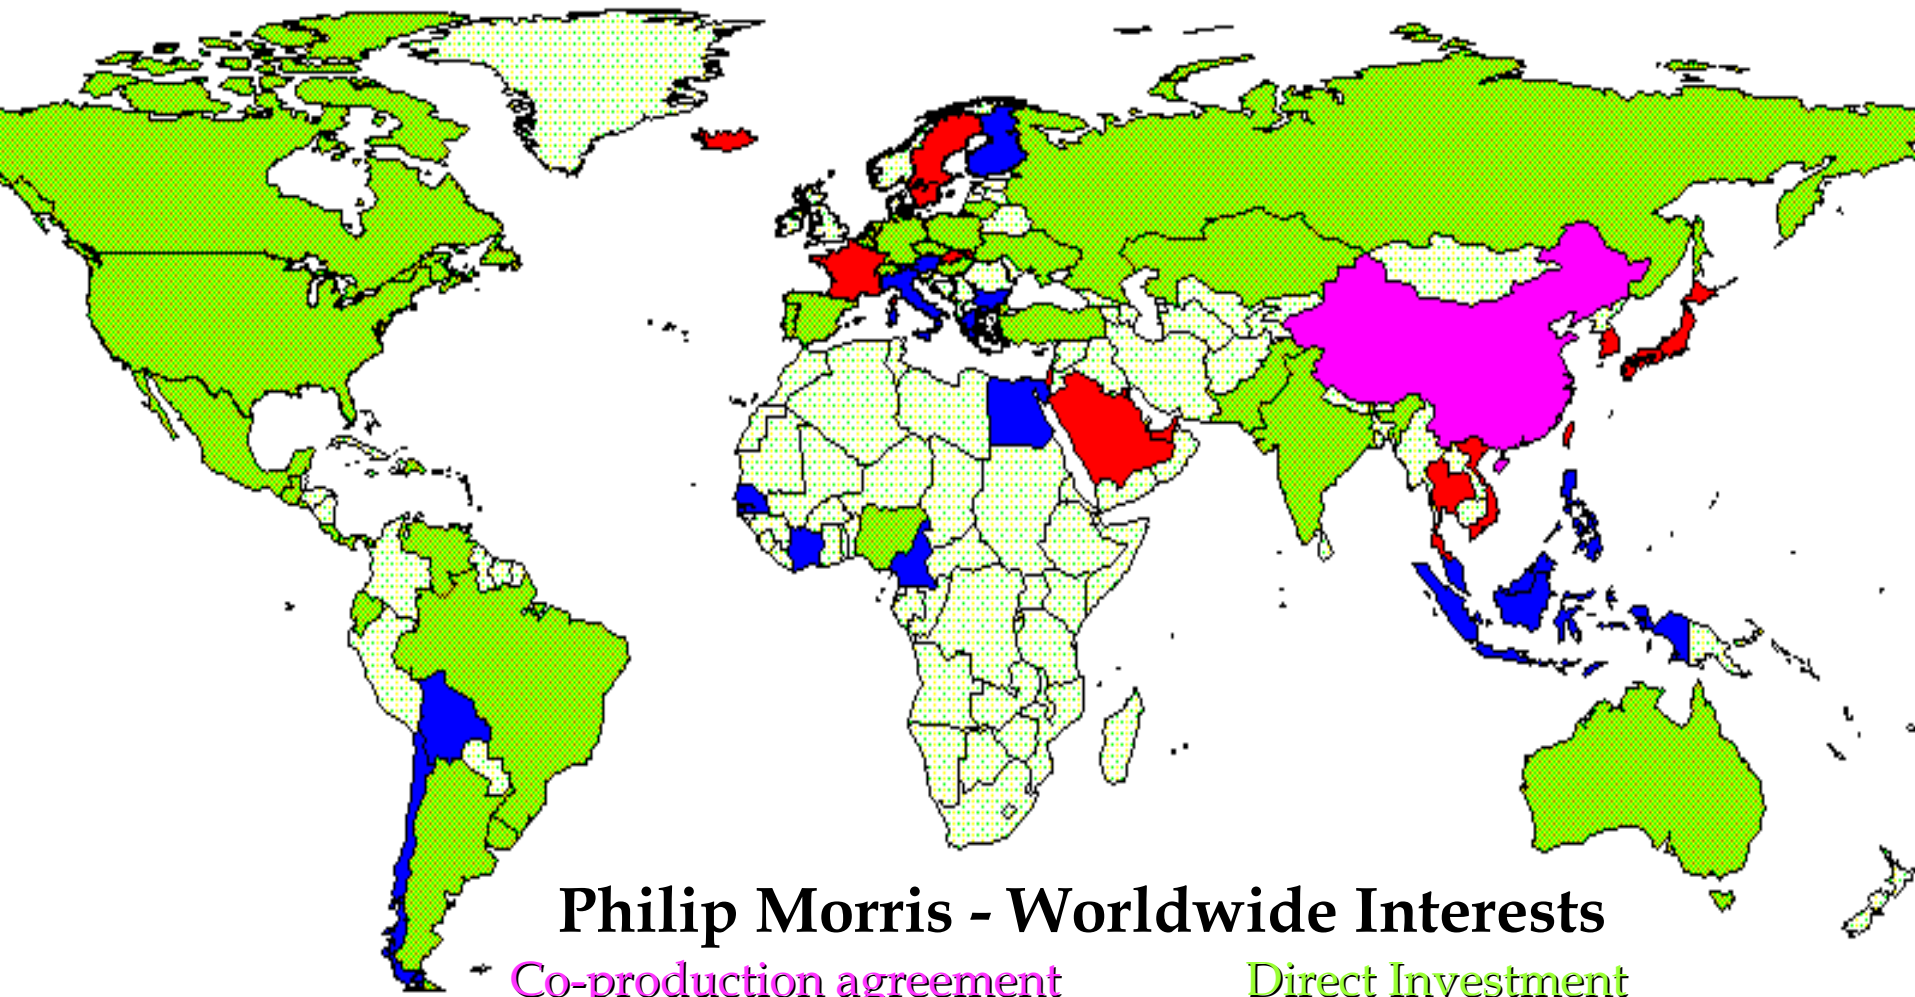 Philip Morris - Worldwide Interests
Co-production agreement Direct Investment